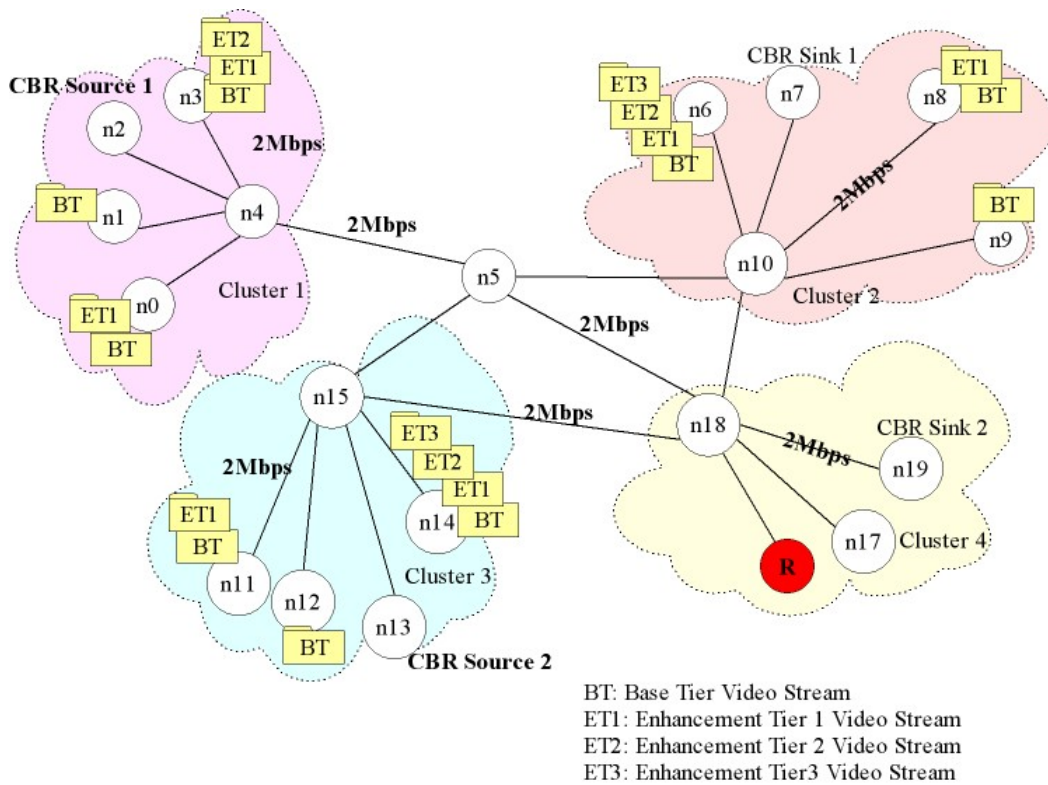 ET2
ET1
BT
CBR Source 1
n3
n2
2Mbps
BT
n1
n4
2Mbps
ET1
BT
n0
Cluster 1
CBR Sink 1
ET3
ET2
ET1
BT
n6
n7
n8
ET1
BT
2Mbps
BT
n9
n10
Cluster 2
n5
2Mbps
n15
2Mbps
2Mbps
ET3
ET2
ET1
BT
n14
ET1
BT
n11
Cluster 3
n12
BT
n13
CBR Source 2
n18
CBR Sink 2
2Mbps
n19
n17
Cluster 4
R
BT: Base Tier Video Stream
ET1: Enhancement Tier 1 Video Stream
ET2: Enhancement Tier 2 Video Stream
ET3: Enhancement Tier3 Video Stream